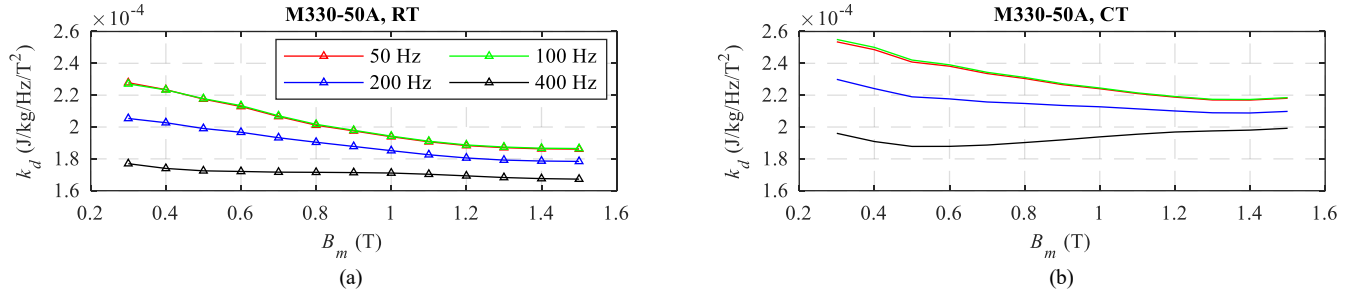 M330-50A, RT
×10⁻⁴
2.6
2.4
2.2
2
1.8
1.6
k_d (J/kg/Hz/T²)
50 Hz
100 Hz
200 Hz
400 Hz
0.2 0.4 0.6 0.8 1 1.2 1.4 1.6
B_m (T)
(a)
M330-50A, CT
×10⁻⁴
2.6
2.4
2.2
2
1.8
1.6
k_d (J/kg/Hz/T²)
0.2 0.4 0.6 0.8 1 1.2 1.4 1.6
B_m (T)
(b)